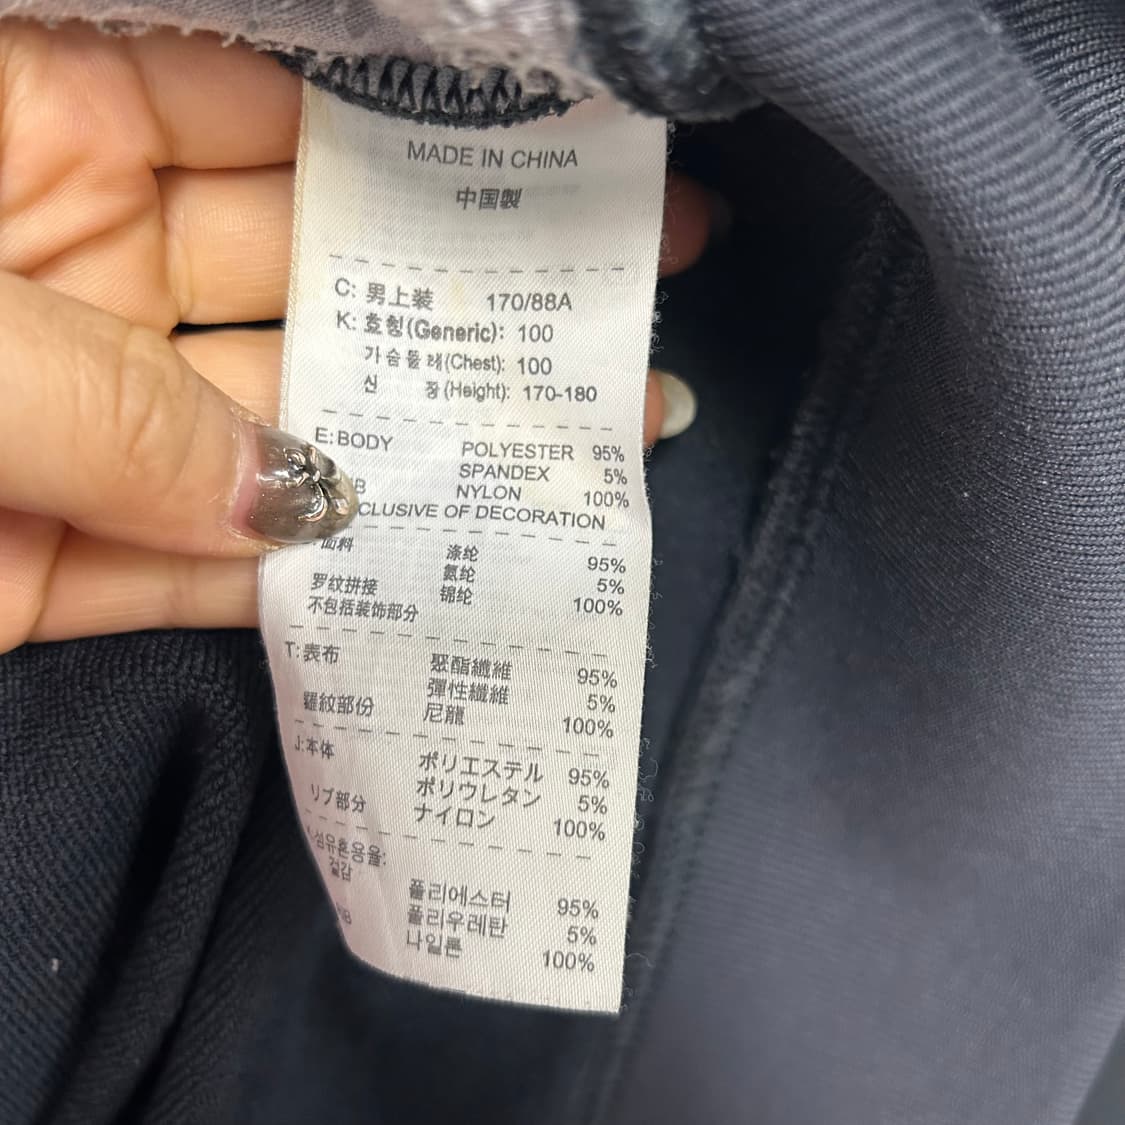 MADE IN CHINA
中国製
C: 男上装 170/88A
K: 호칭(Generic): 100
가슴둘레(Chest): 100
신 장(Height): 170-180
E: BODY POLYESTER 95%
SPANDEX 5%
NYLON 100%
CLUSIVE OF DECORATION
面料 涤纶 95%
氨纶 5%
罗纹拼接 锦纶 100%
不包括装饰部分
T: 表布 聚酯纖維 95%
彈性纖維 5%
羅紋部份 尼龍 100%
J: 本体 ポリエステル 95%
ポリウレタン 5%
リブ部分 ナイロン 100%
섬유혼용율:
겉감 폴리에스터 95%
폴리우레탄 5%
나일론 100%